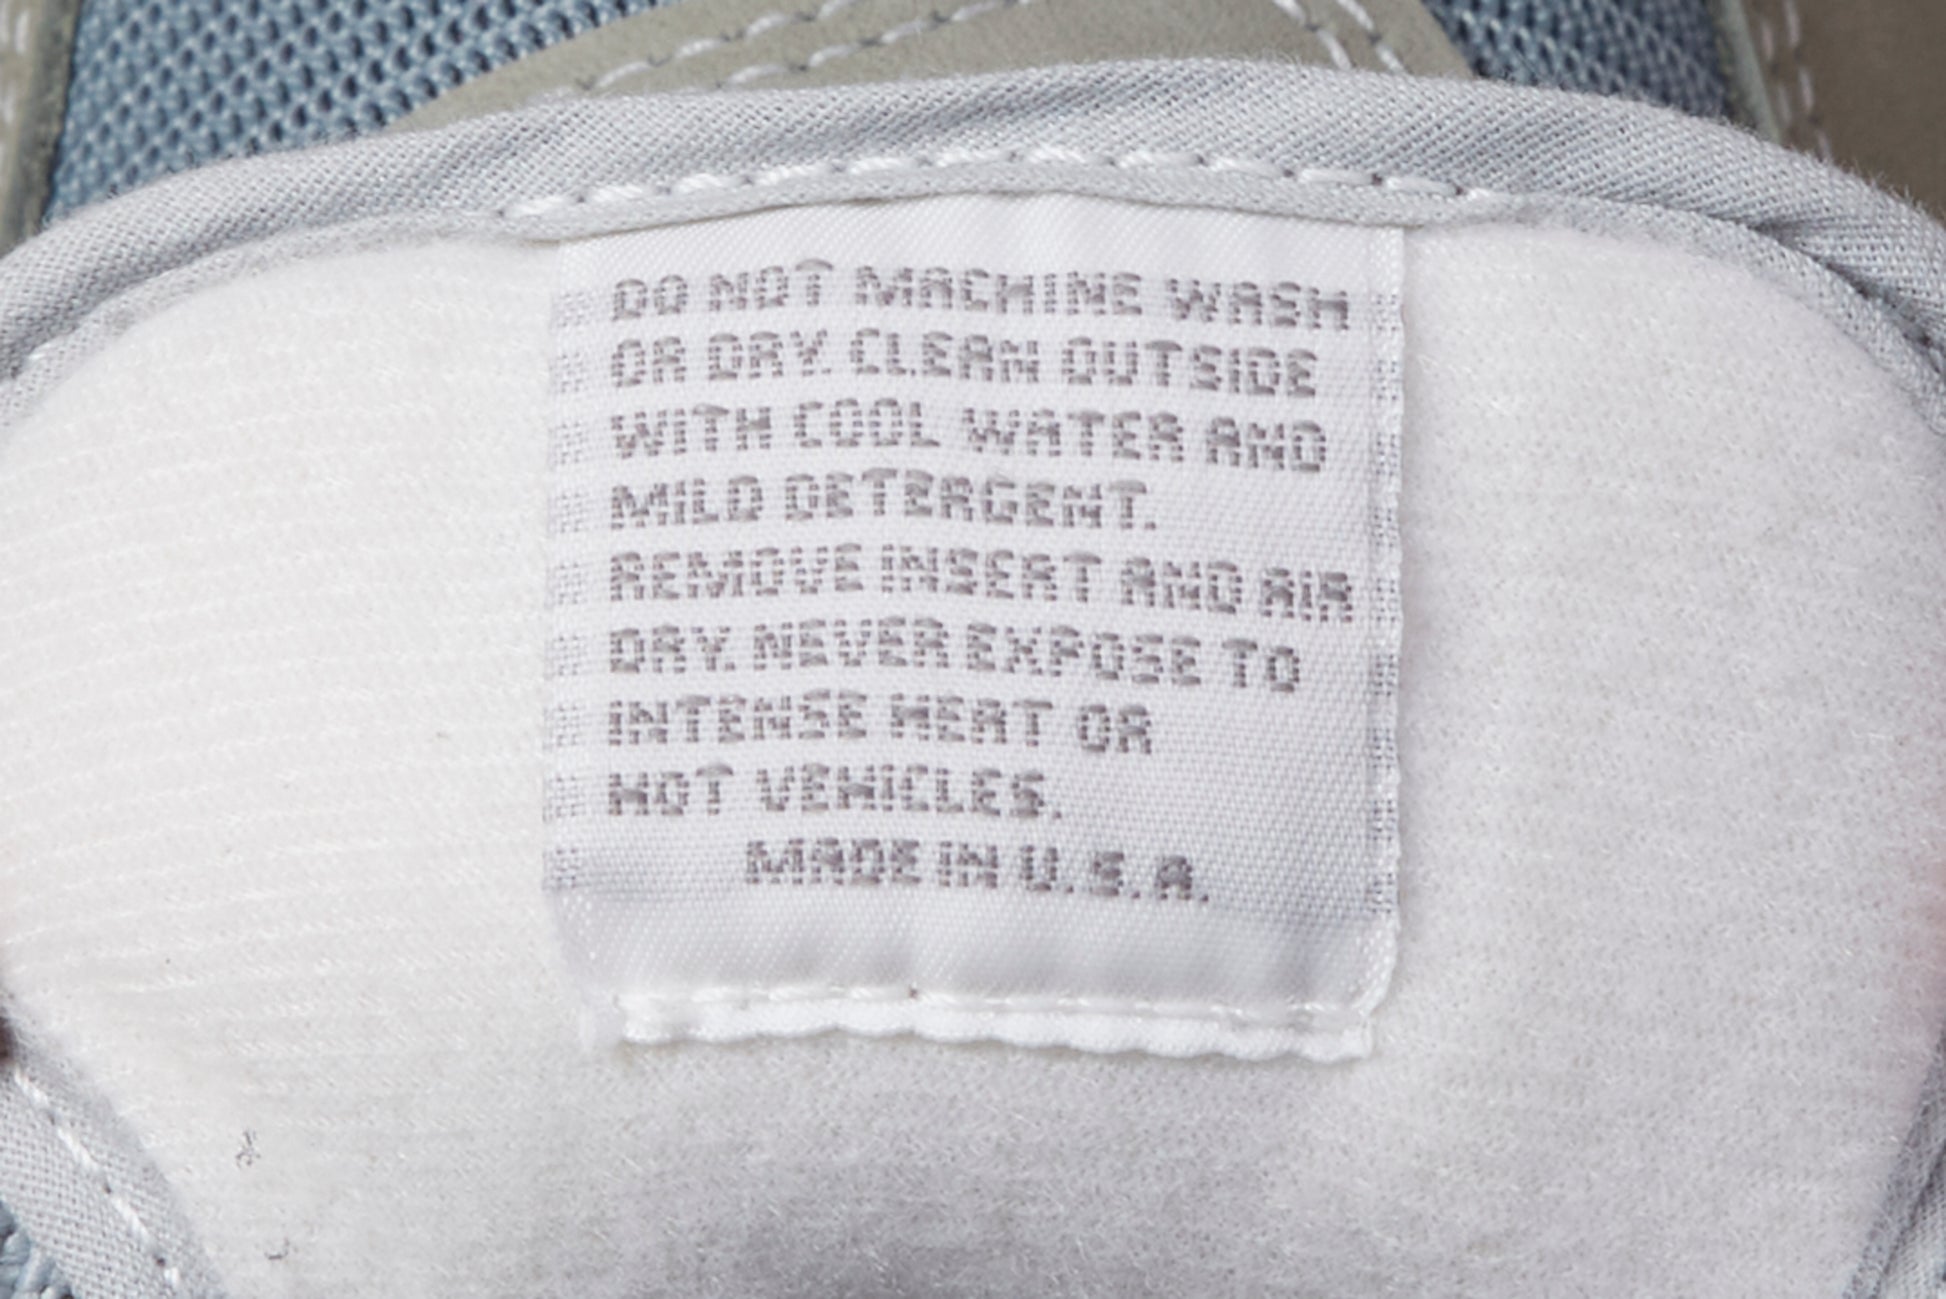 DO NOT MACHINE WASH
OR DRY. CLEAN OUTSIDE
WITH COOL WATER AND
MILD DETERGENT.
REMOVE INSERT AND AIR
DRY. NEVER EXPOSE TO
INTENSE HEAT OR
HOT VEHICLES.
MADE IN U.S.A.